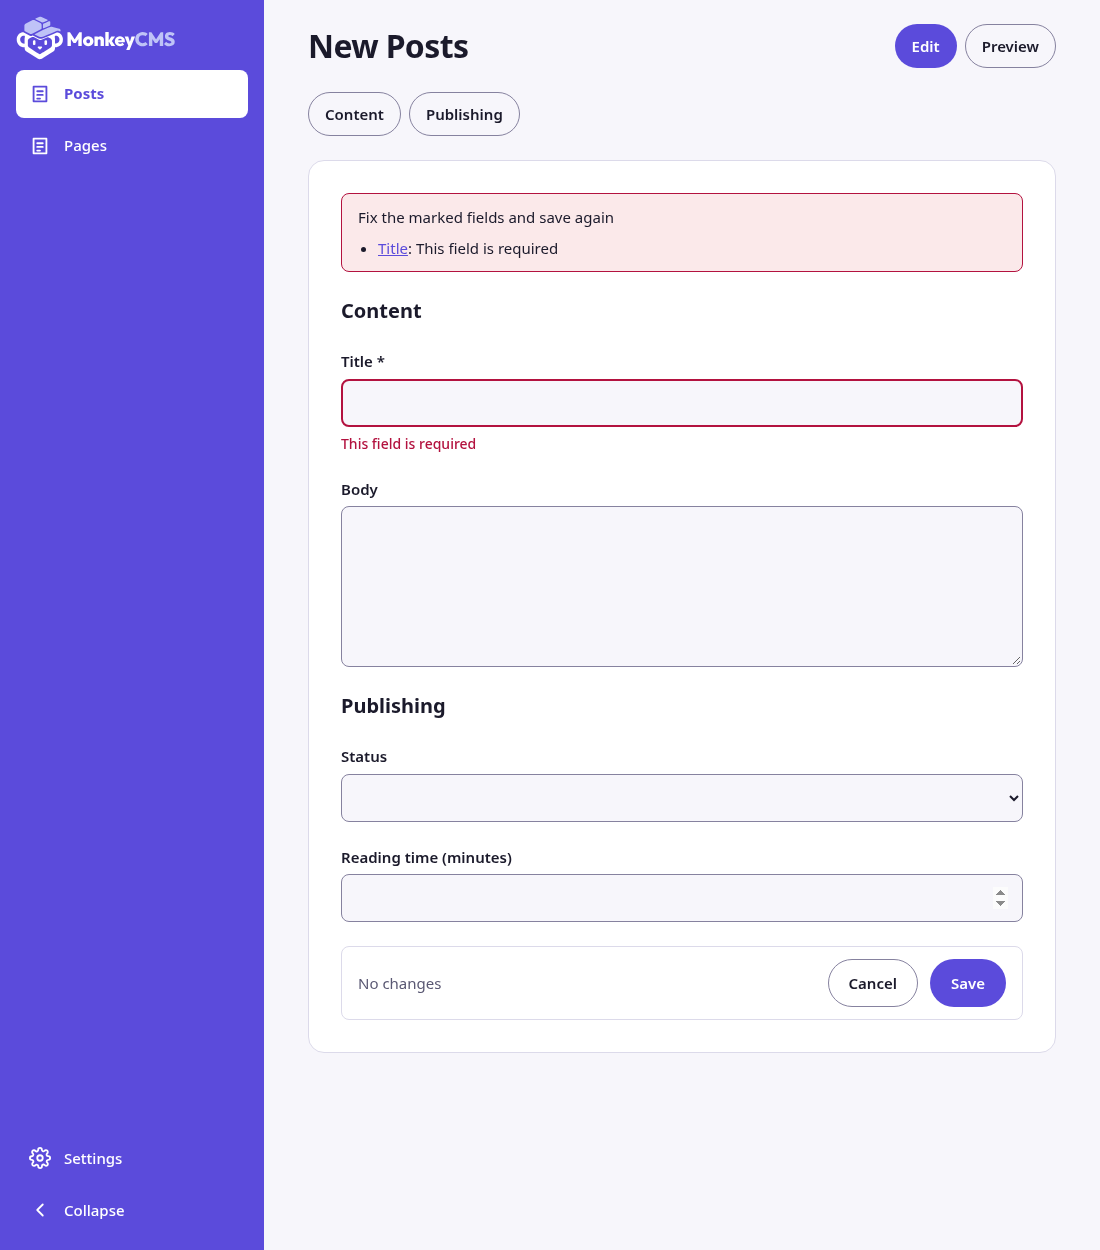 MonkeyCMS
Posts
Pages
Settings
Collapse
New Posts
Edit
Preview
Content
Publishing
Fix the marked fields and save again
Title: This field is required
Content
Title *
This field is required
Body
Publishing
Status
Reading time (minutes)
No changes
Cancel
Save